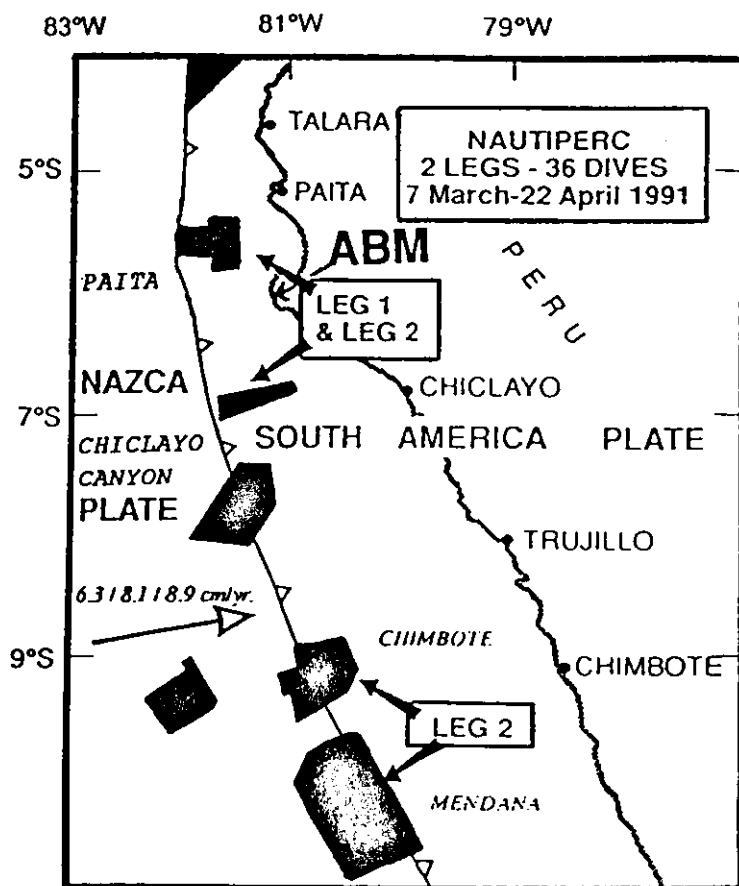 83°W 81°W 79°W
TALARA
NAUTIPERC
2 LEGS - 36 DIVES
7 March-22 April 1991
5°S
PAITA
PERU
ABM
PAITA
LEG 1
& LEG 2
NAZCA
CHICLAYO
7°S
CHICLAYO
CANYON
SOUTH AMERICA PLATE
PLATE
TRUJILLO
6.3 / 8.1 / 8.9 cm/yr.
CHIMBOTE
9°S
CHIMBOTE
LEG 2
MENDANA